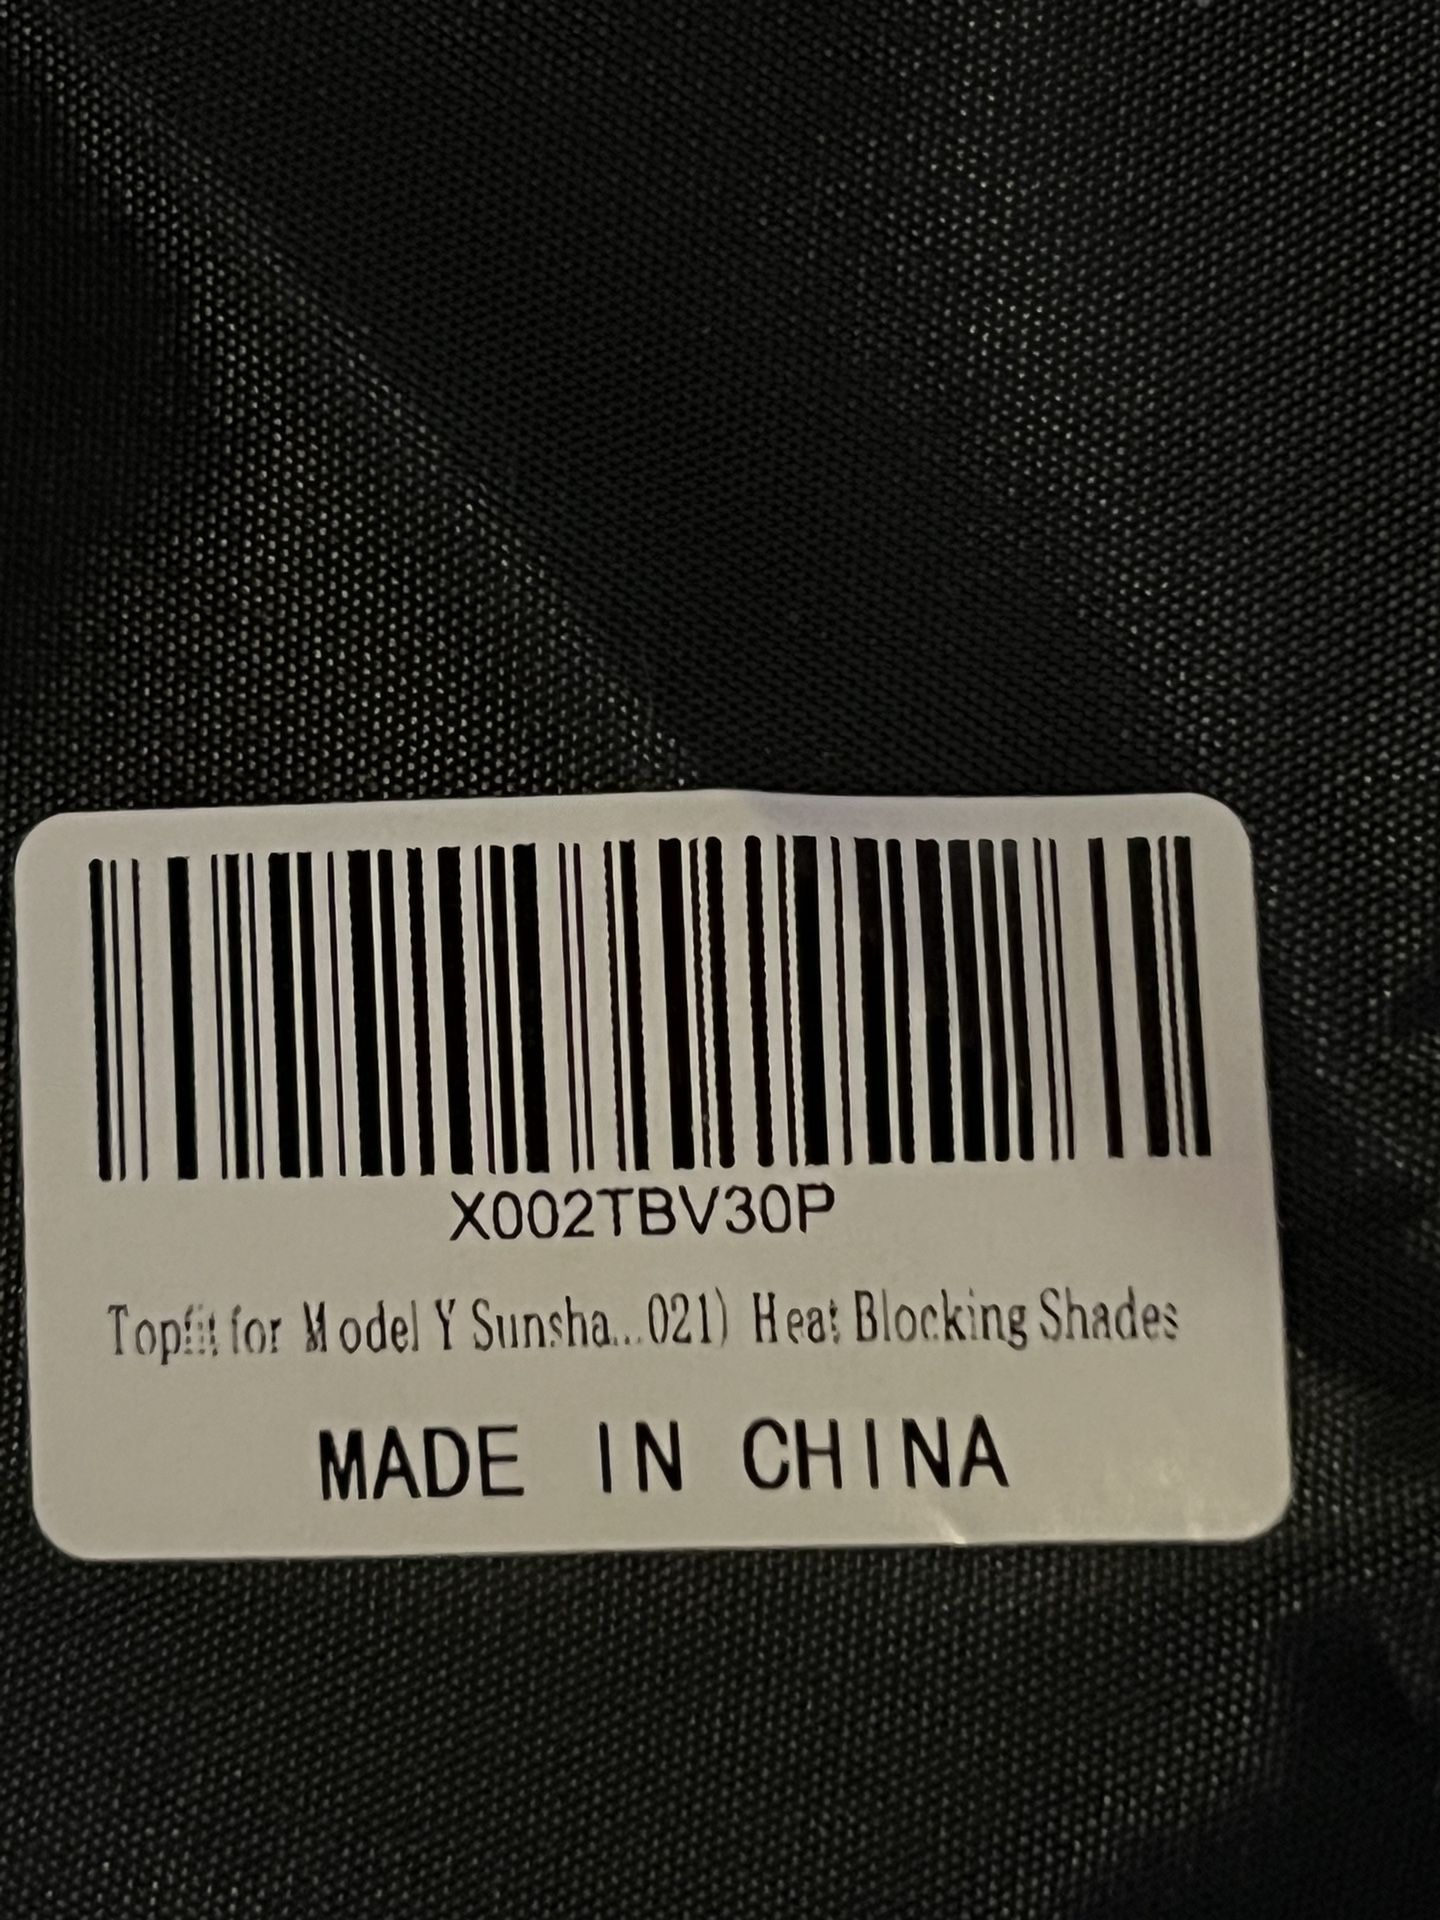 X002TBV30P
Topfit for Model Y Sunsha...021) Heat Blocking Shades
MADE IN CHINA